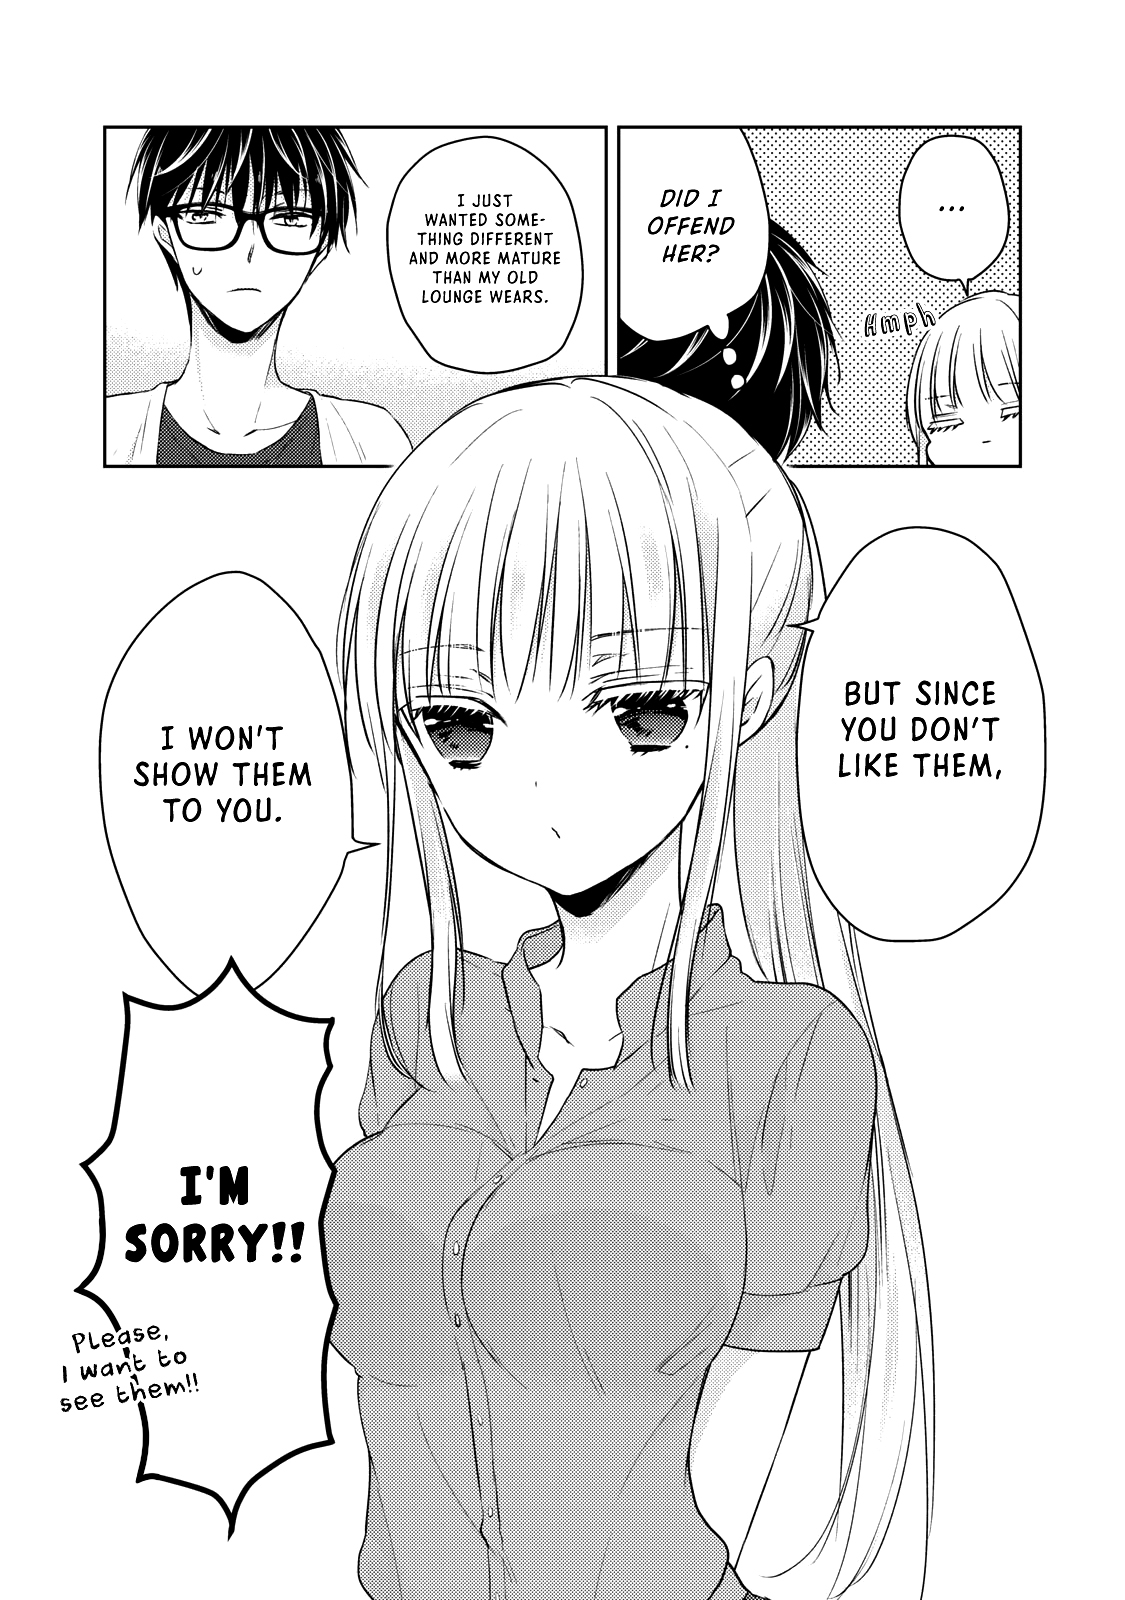 ...
Hmph
DID I
OFFEND
HER?
I JUST
WANTED SOME-
THING DIFFERENT
AND MORE MATURE
THAN MY OLD
LOUNGE WEARS.
BUT SINCE
YOU DON'T
LIKE THEM,
I WON'T
SHOW THEM
TO YOU.
I'M
SORRY!!
Please,
I want to
see them!!